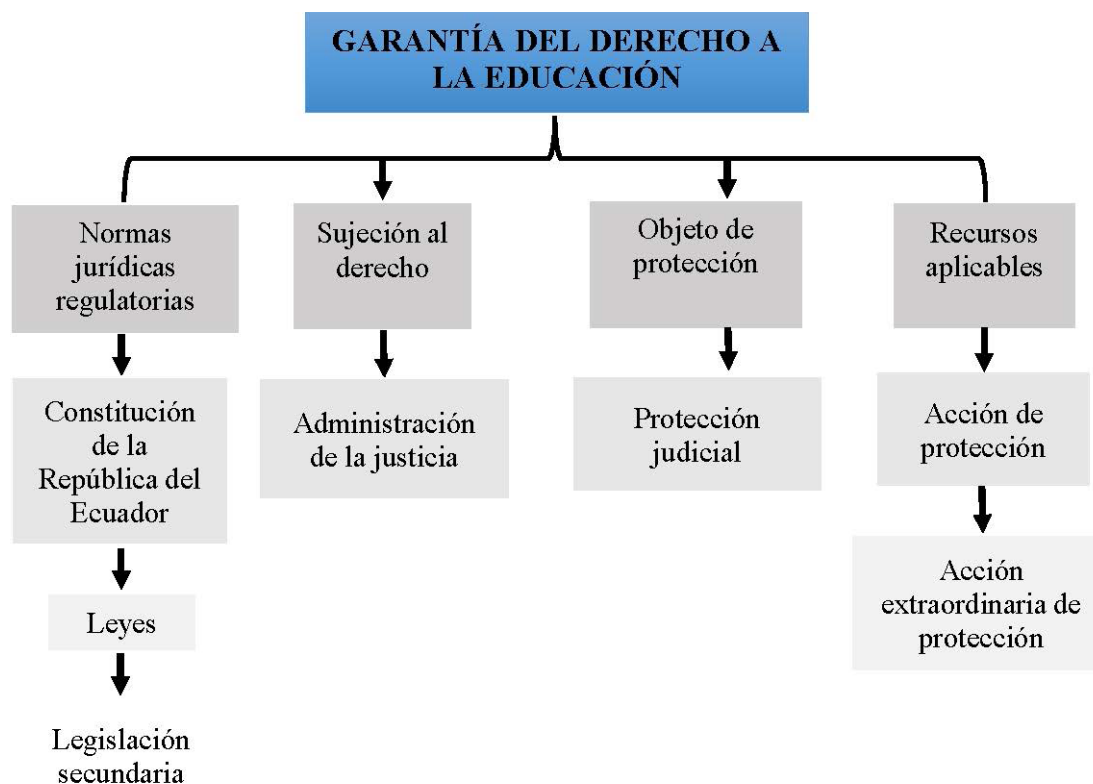 GARANTÍA DEL DERECHO A
LA EDUCACIÓN
Normas
jurídicas
regulatorias
Constitución
de la
República del
Ecuador
Leyes
Legislación
secundaria
Sujeción al
derecho
Administración
de la justicia
Objeto de
protección
Protección
judicial
Recursos
aplicables
Acción de
protección
Acción
extraordinaria de
protección